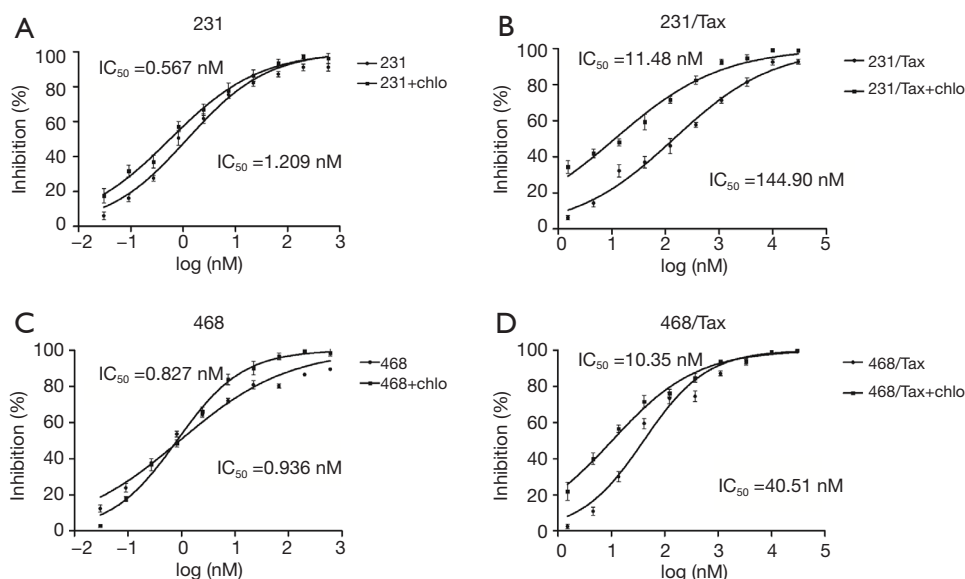 A
231
Inhibition (%)
100
80
60
40
20
0
IC50 =0.567 nM
IC50 =1.209 nM
231
231+chlo
−2 −1 0 1 2 3
log (nM)
B
231/Tax
Inhibition (%)
100
80
60
40
20
0
IC50 =11.48 nM
IC50 =144.90 nM
231/Tax
231/Tax+chlo
0 1 2 3 4 5
log (nM)
C
468
Inhibition (%)
100
80
60
40
20
0
IC50 =0.827 nM
IC50 =0.936 nM
468
468+chlo
−2 −1 0 1 2 3
log (nM)
D
468/Tax
Inhibition (%)
100
80
60
40
20
0
IC50 =10.35 nM
IC50 =40.51 nM
468/Tax
468/Tax+chlo
0 1 2 3 4 5
log (nM)